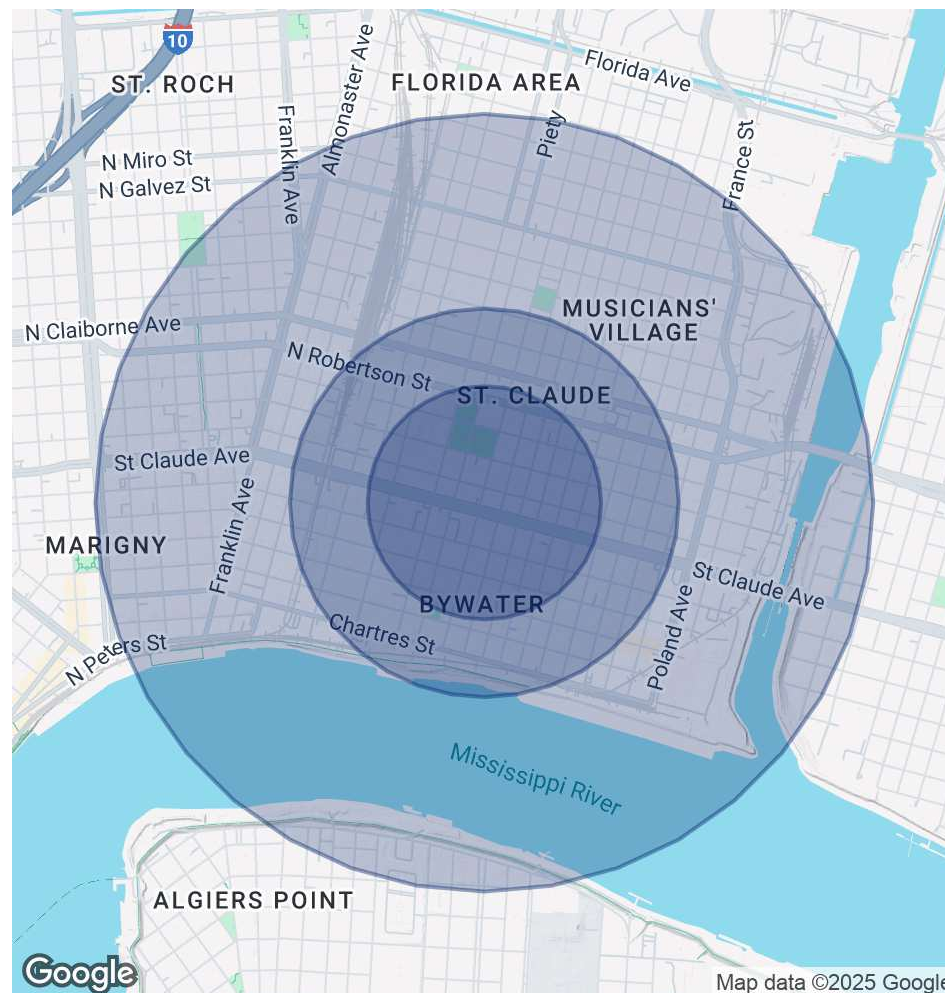 10
ST. ROCH
FLORIDA AREA
Florida Ave
Almonaster Ave
Franklin Ave
Piety
France St
N Miro St
N Galvez St
MUSICIANS'
VILLAGE
N Claiborne Ave
N Robertson St
ST. CLAUDE
St Claude Ave
Franklin Ave
MARIGNY
St Claude Ave
BYWATER
Chartres St
Poland Ave
N Peters St
Mississippi River
ALGIERS POINT
Google
Map data ©2025 Google